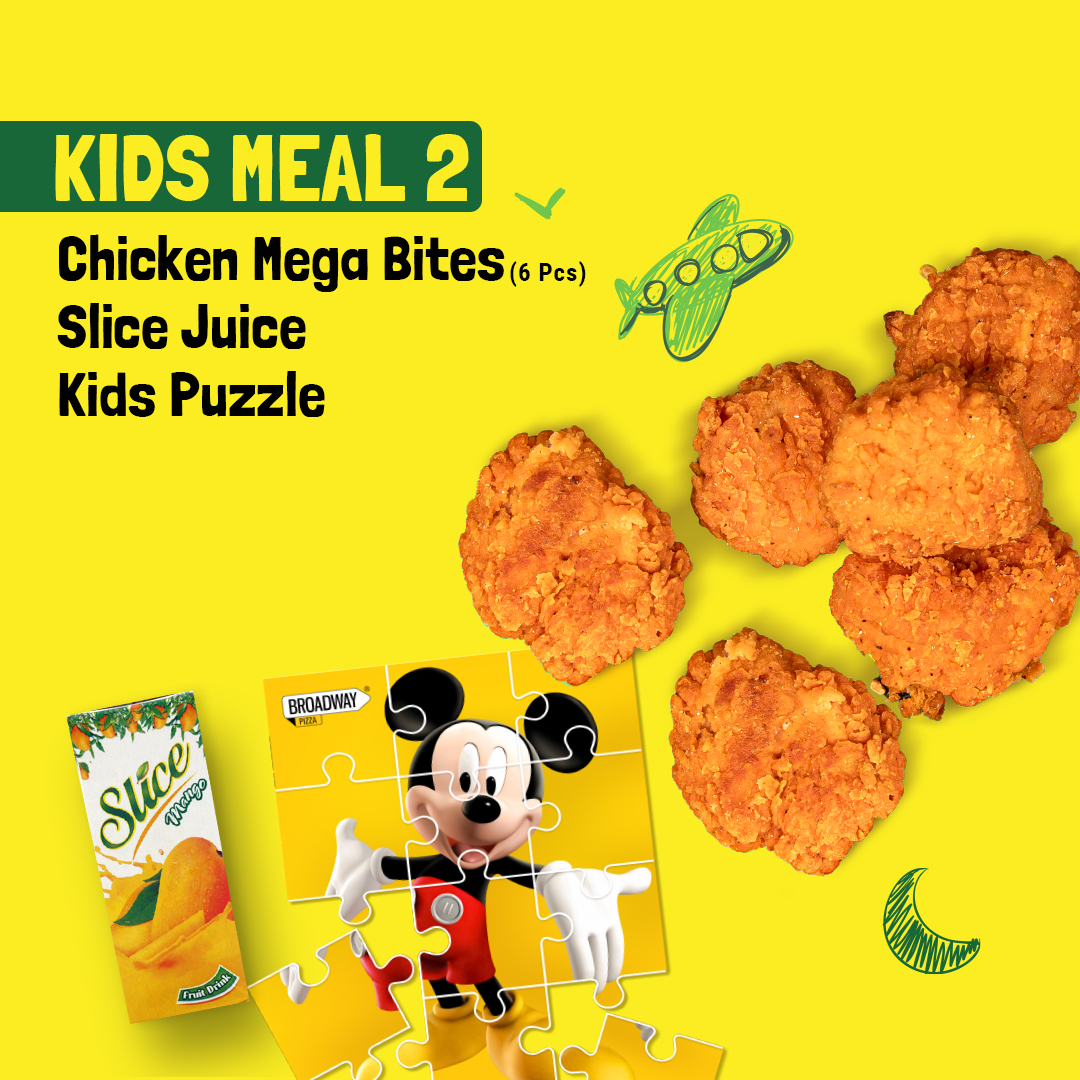 KIDS MEAL 2
Chicken Mega Bites (6 Pcs)
Slice Juice
Kids Puzzle
BROADWAY®
PIZZA
Slice
Mango
Fruit Drink